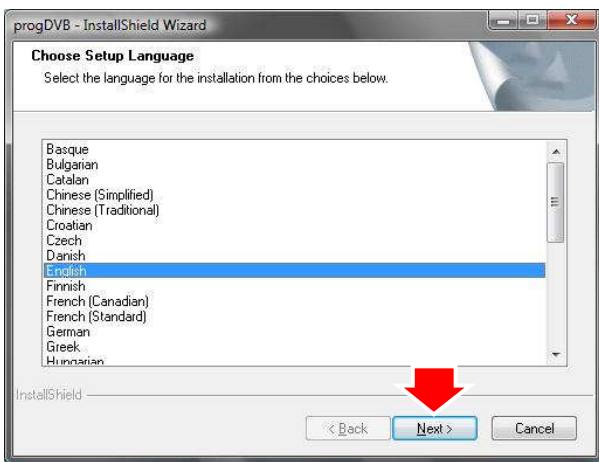 progDVB - InstallShield Wizard
Choose Setup Language
Select the language for the installation from the choices below.
Basque
Bulgarian
Catalan
Chinese (Simplified)
Chinese (Traditional)
Croatian
Czech
Danish
English
Finnish
French (Canadian)
French (Standard)
German
Greek
Hungarian
InstallShield
< Back
Next >
Cancel